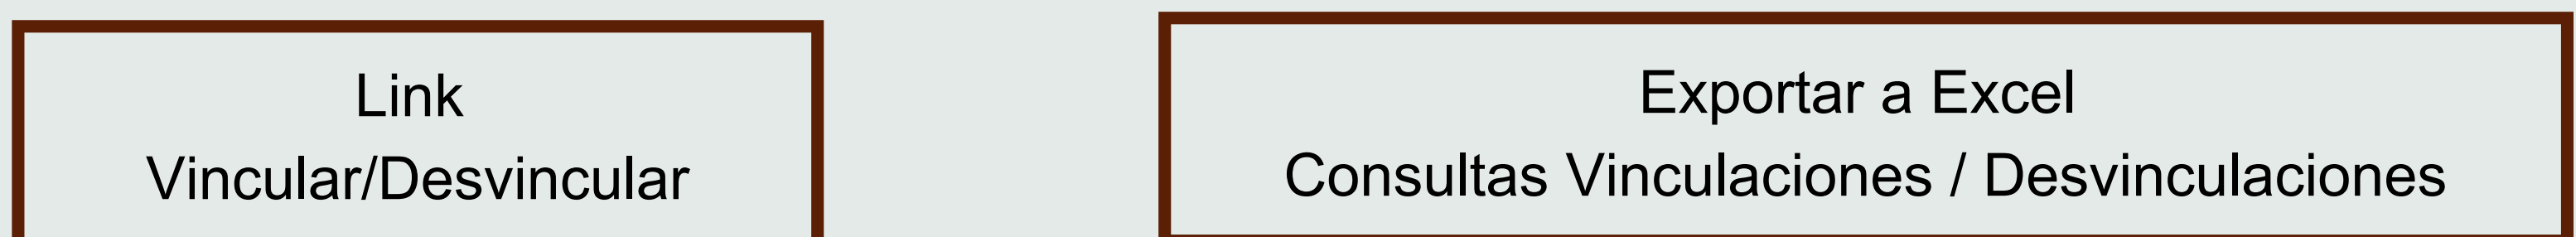 Link
Vincular/Desvincular
Exportar a Excel
Consultas Vinculaciones / Desvinculaciones